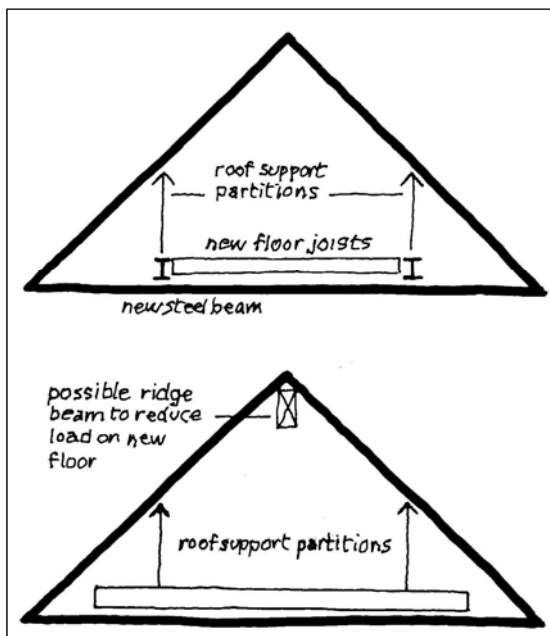 roof support
partitions
new floor joists
new steel beam
possible ridge
beam to reduce
load on new
floor
roof support partitions